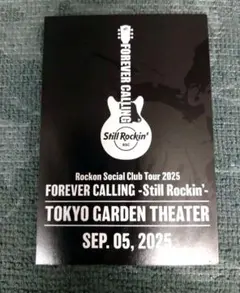 FOREVER CALLING
Still Rockin'
RSC
Rockon Social Club Tour 2025
FOREVER CALLING -Still Rockin'-
TOKYO GARDEN THEATER
SEP. 05, 2025